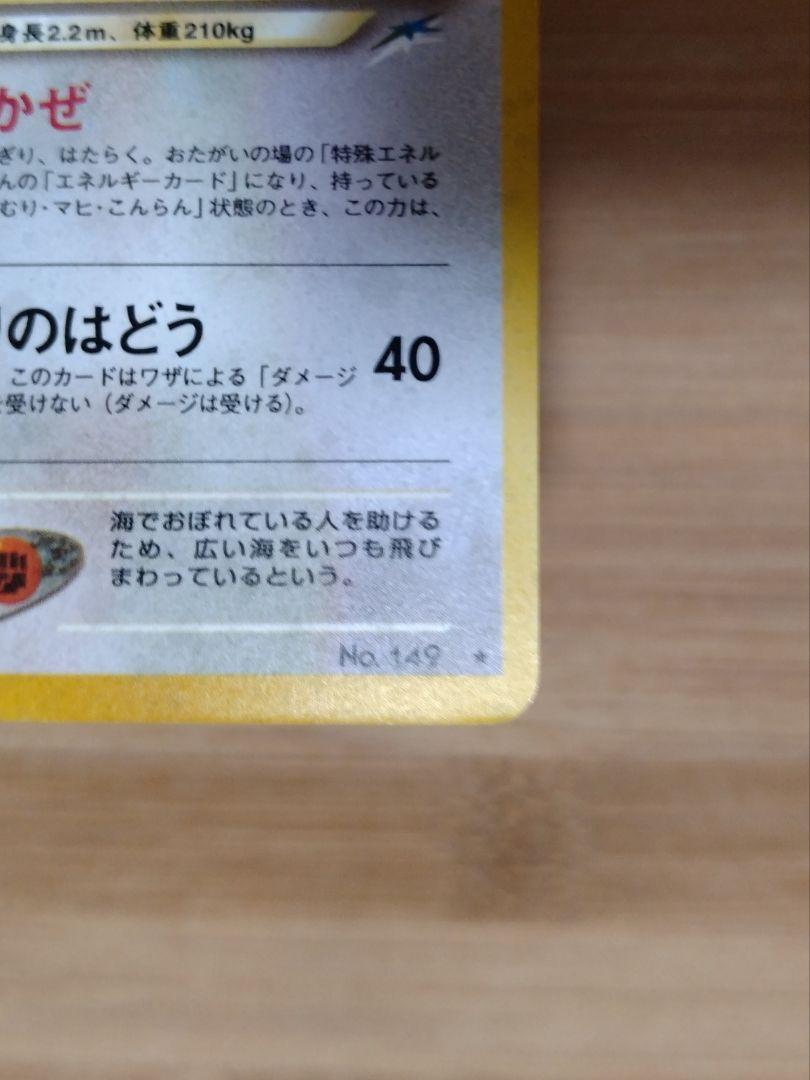 身長2.2m、体重210kg
かぜ
ぎり、はたらく。おたがいの場の「特殊エネル
んの「エネルギーカード」になり、持っている
むり・マヒ・こんらん」状態のとき、この力は、
のはどう
40
このカードはワザによる「ダメージ
を受けない（ダメージは受ける）。
海でおぼれている人を助ける
ため、広い海をいつも飛び
まわっているという。
No. 149 ★